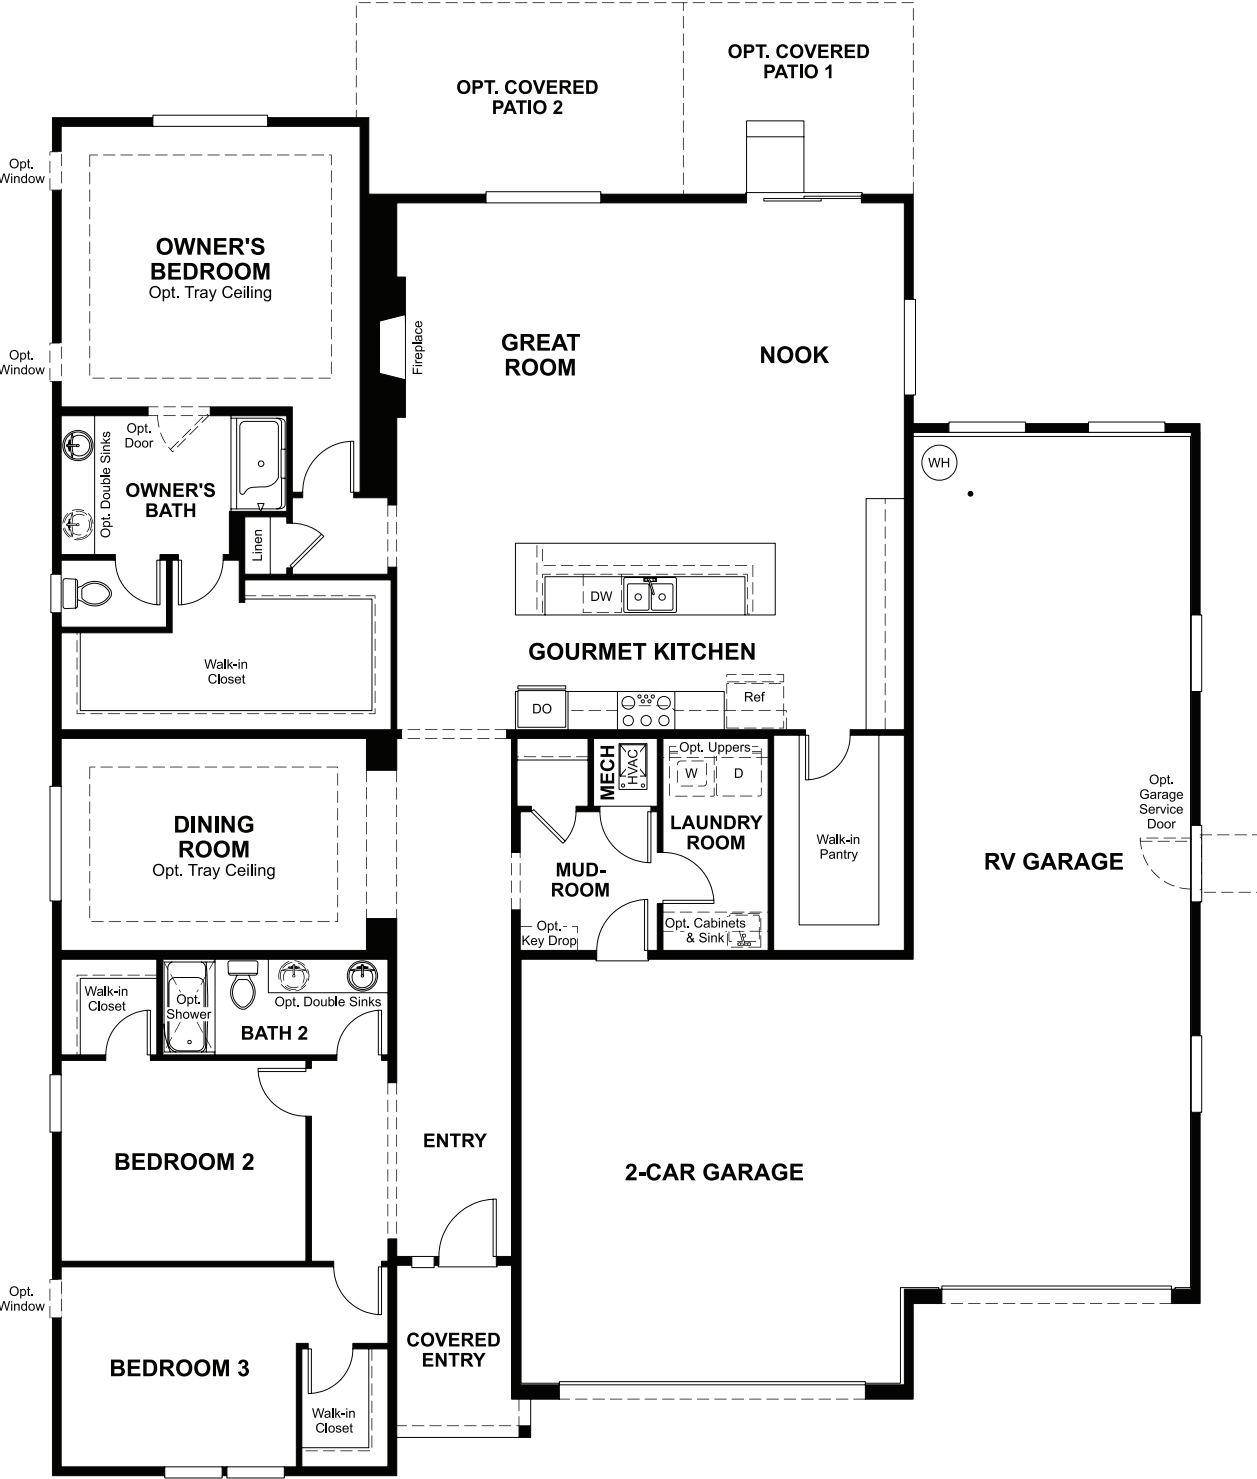 OPT. COVERED
PATIO 1
OPT. COVERED
PATIO 2
Opt.
Window
OWNER'S
BEDROOM
Opt. Tray Ceiling
Opt.
Window
Fireplace
GREAT
ROOM
NOOK
Opt.
Door
Opt. Double Sinks
OWNER'S
BATH
Linen
WH
DW
GOURMET KITCHEN
Walk-in
Closet
DO
Ref
MECH
HVAC
Opt. Uppers
W
D
LAUNDRY
ROOM
Walk-in
Pantry
Opt.
Garage
Service
Door
RV GARAGE
DINING
ROOM
Opt. Tray Ceiling
MUD-
ROOM
Opt.
Key Drop
Opt. Cabinets
& Sink
Walk-in
Closet
Opt.
Shower
Opt. Double Sinks
BATH 2
BEDROOM 2
ENTRY
2-CAR GARAGE
Opt.
Window
BEDROOM 3
COVERED
ENTRY
Walk-in
Closet